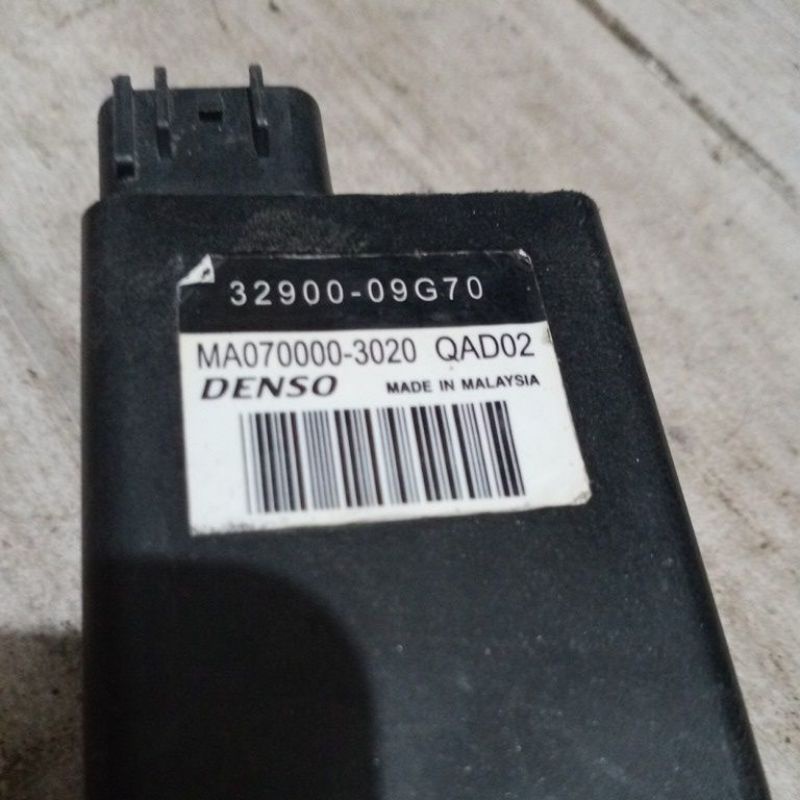 32900-09G70
MA070000-3020 QAD02
DENSO MADE IN MALAYSIA